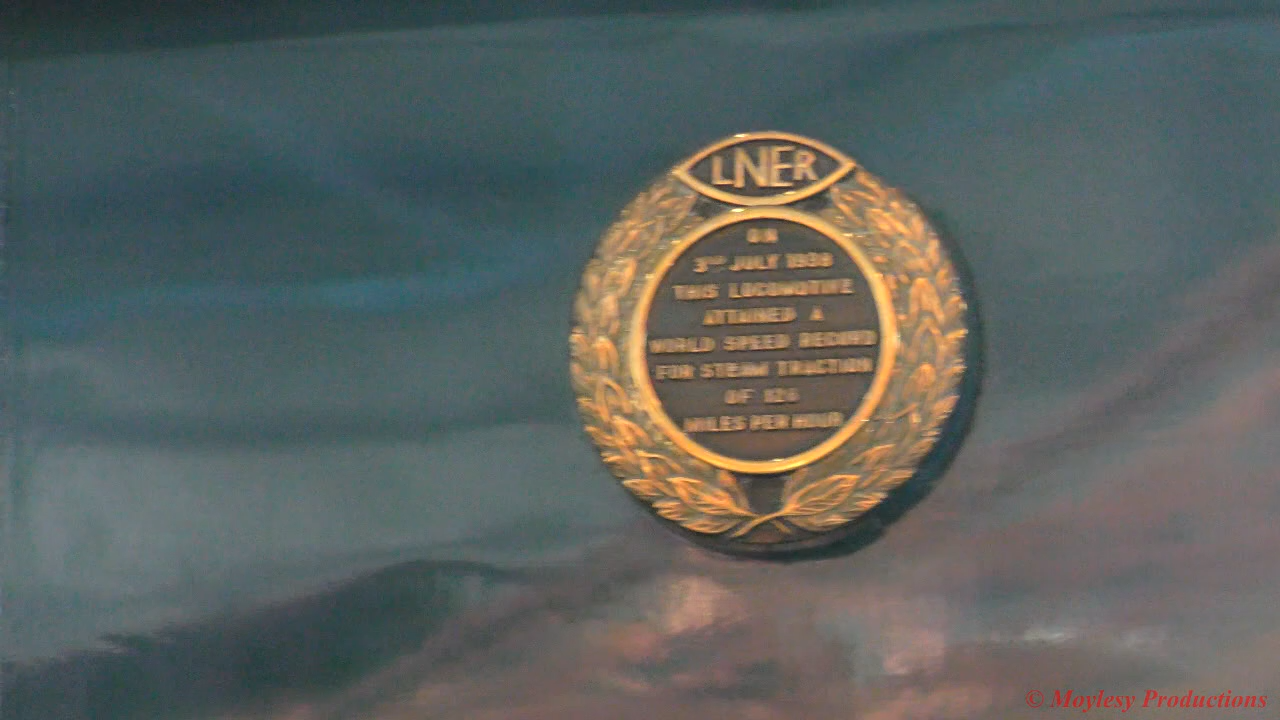 LNER
ON
3RD JULY 1938
THIS LOCOMOTIVE
ATTAINED A
WORLD SPEED RECORD
FOR STEAM TRACTION
OF 126
MILES PER HOUR
© Moylesy Productions